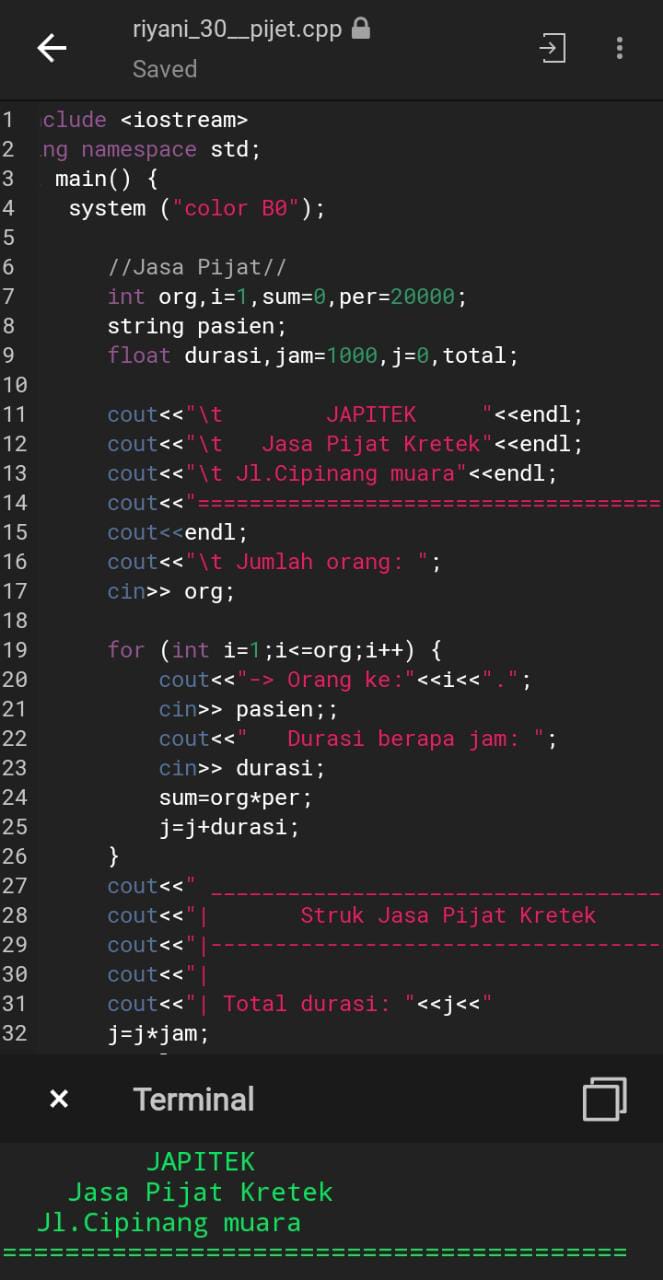 riyani_30__pijet.cpp
Saved
1 clude <iostream>
2 ng namespace std;
3 main() {
4 system ("color B0");
5
6 //Jasa Pijat//
7 int org,i=1,sum=0,per=20000;
8 string pasien;
9 float durasi,jam=1000,j=0,total;
10
11 cout<<"\t        JAPITEK     "<<endl;
12 cout<<"\t   Jasa Pijat Kretek"<<endl;
13 cout<<"\t Jl.Cipinang muara"<<endl;
14 cout<<"====================================
15 cout<<endl;
16 cout<<"\t Jumlah orang: ";
17 cin>> org;
18
19 for (int i=1;i<=org;i++) {
20 cout<<"-> Orang ke:"<<i<<".";
21 cin>> pasien;;
22 cout<<"   Durasi berapa jam: ";
23 cin>> durasi;
24 sum=org*per;
25 j=j+durasi;
26 }
27 cout<<" ___________________________________
28 cout<<"|       Struk Jasa Pijat Kretek
29 cout<<"|-----------------------------------
30 cout<<"|
31 cout<<"| Total durasi: "<<j<<"
32 j=j*jam;
× Terminal
JAPITEK
Jasa Pijat Kretek
Jl.Cipinang muara
========================================